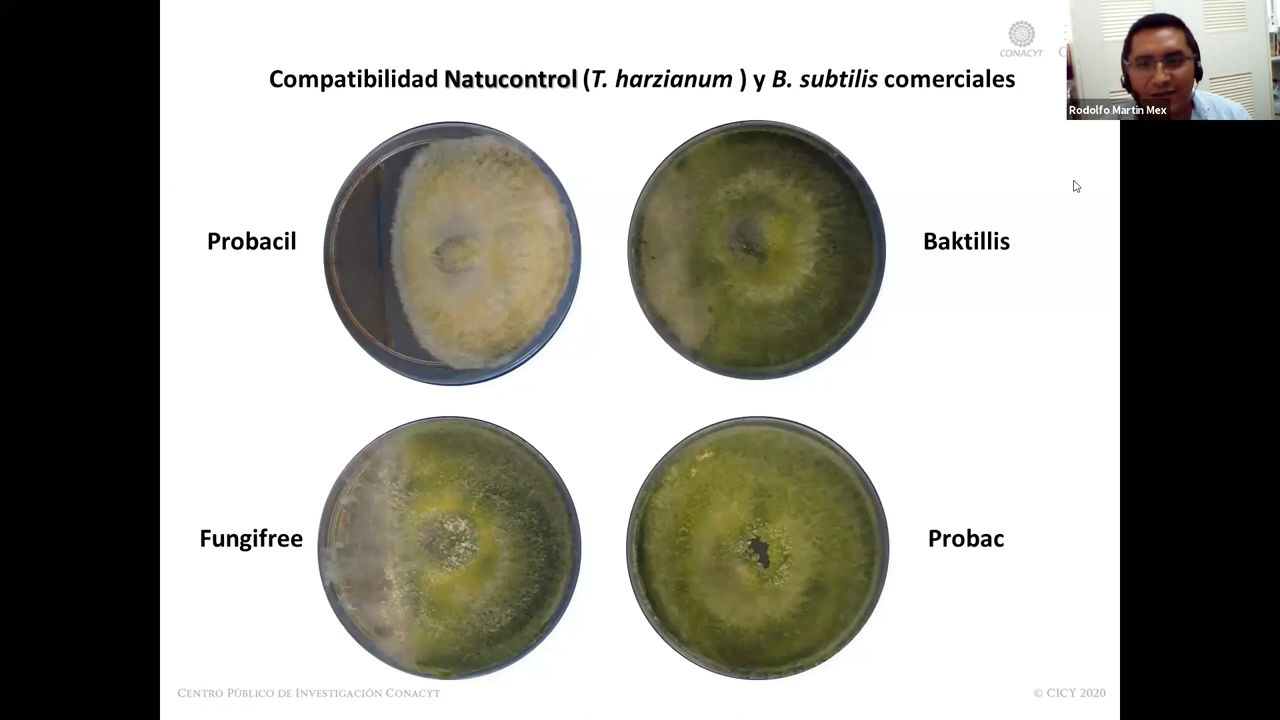 CONACYT
Compatibilidad Natucontrol (T. harzianum ) y B. subtilis comerciales
Rodolfo Martín Mex
Probacil
Baktillis
Fungifree
Probac
CENTRO PÚBLICO DE INVESTIGACIÓN CONACYT
© CICY 2020